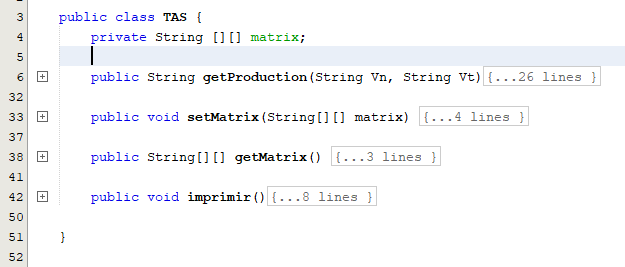 3 public class TAS {
4 private String [][] matrix;
5
6 public String getProduction(String Vn, String Vt) {...26 lines }
32
33 public void setMatrix(String[][] matrix) {...4 lines }
37
38 public String[][] getMatrix() {...3 lines }
41
42 public void imprimir() {...8 lines }
50
51 }
52